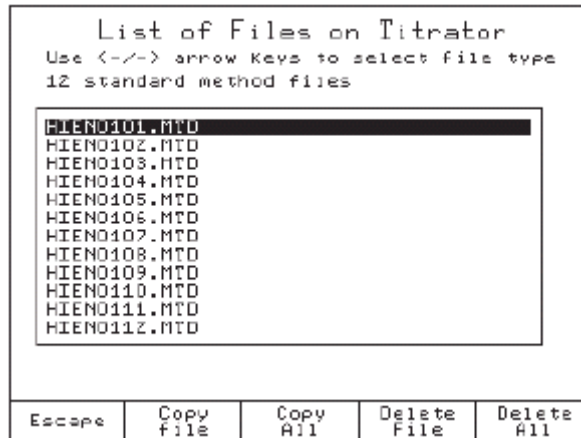 List of Files on Titrator
Use <-/-> arrow Keys to select file type
12 standard method files
HIEN0101.MTD
HIEN0102.MTD
HIEN0103.MTD
HIEN0104.MTD
HIEN0105.MTD
HIEN0106.MTD
HIEN0107.MTD
HIEN0108.MTD
HIEN0109.MTD
HIEN0110.MTD
HIEN0111.MTD
HIEN0112.MTD
Escape
Copy
file
Copy
All
Delete
File
Delete
All